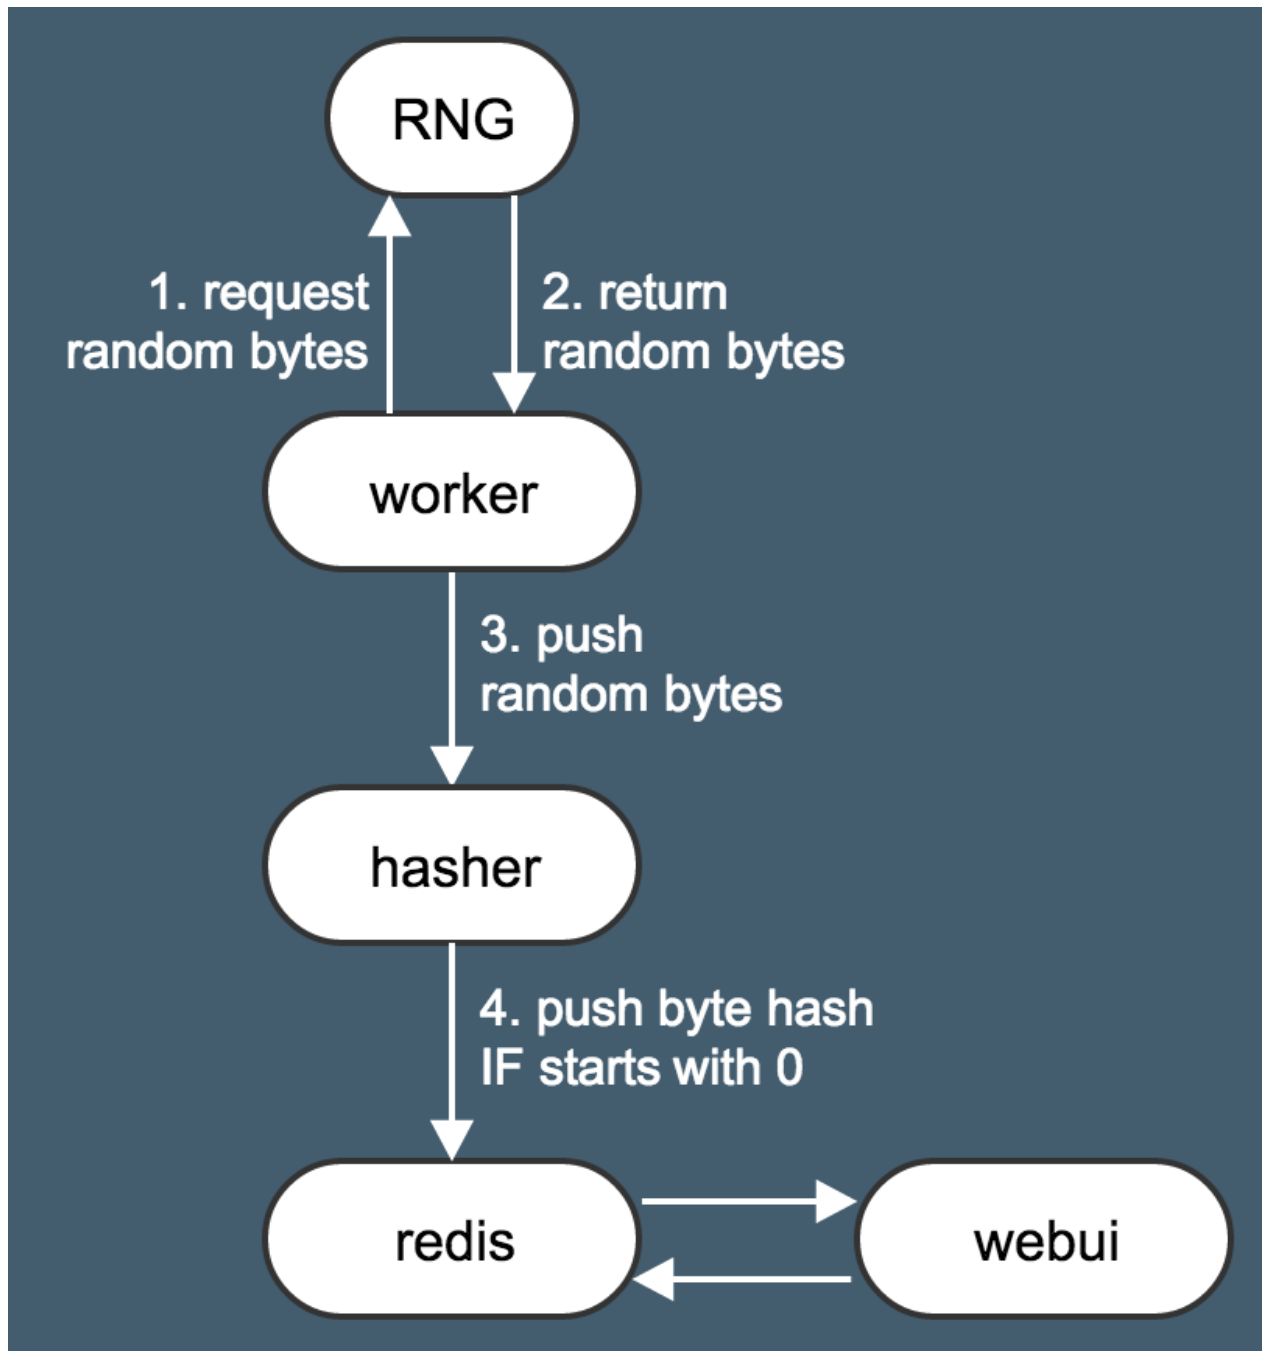 RNG
1. request
random bytes
2. return
random bytes
worker
3. push
random bytes
hasher
4. push byte hash
IF starts with 0
redis
webui